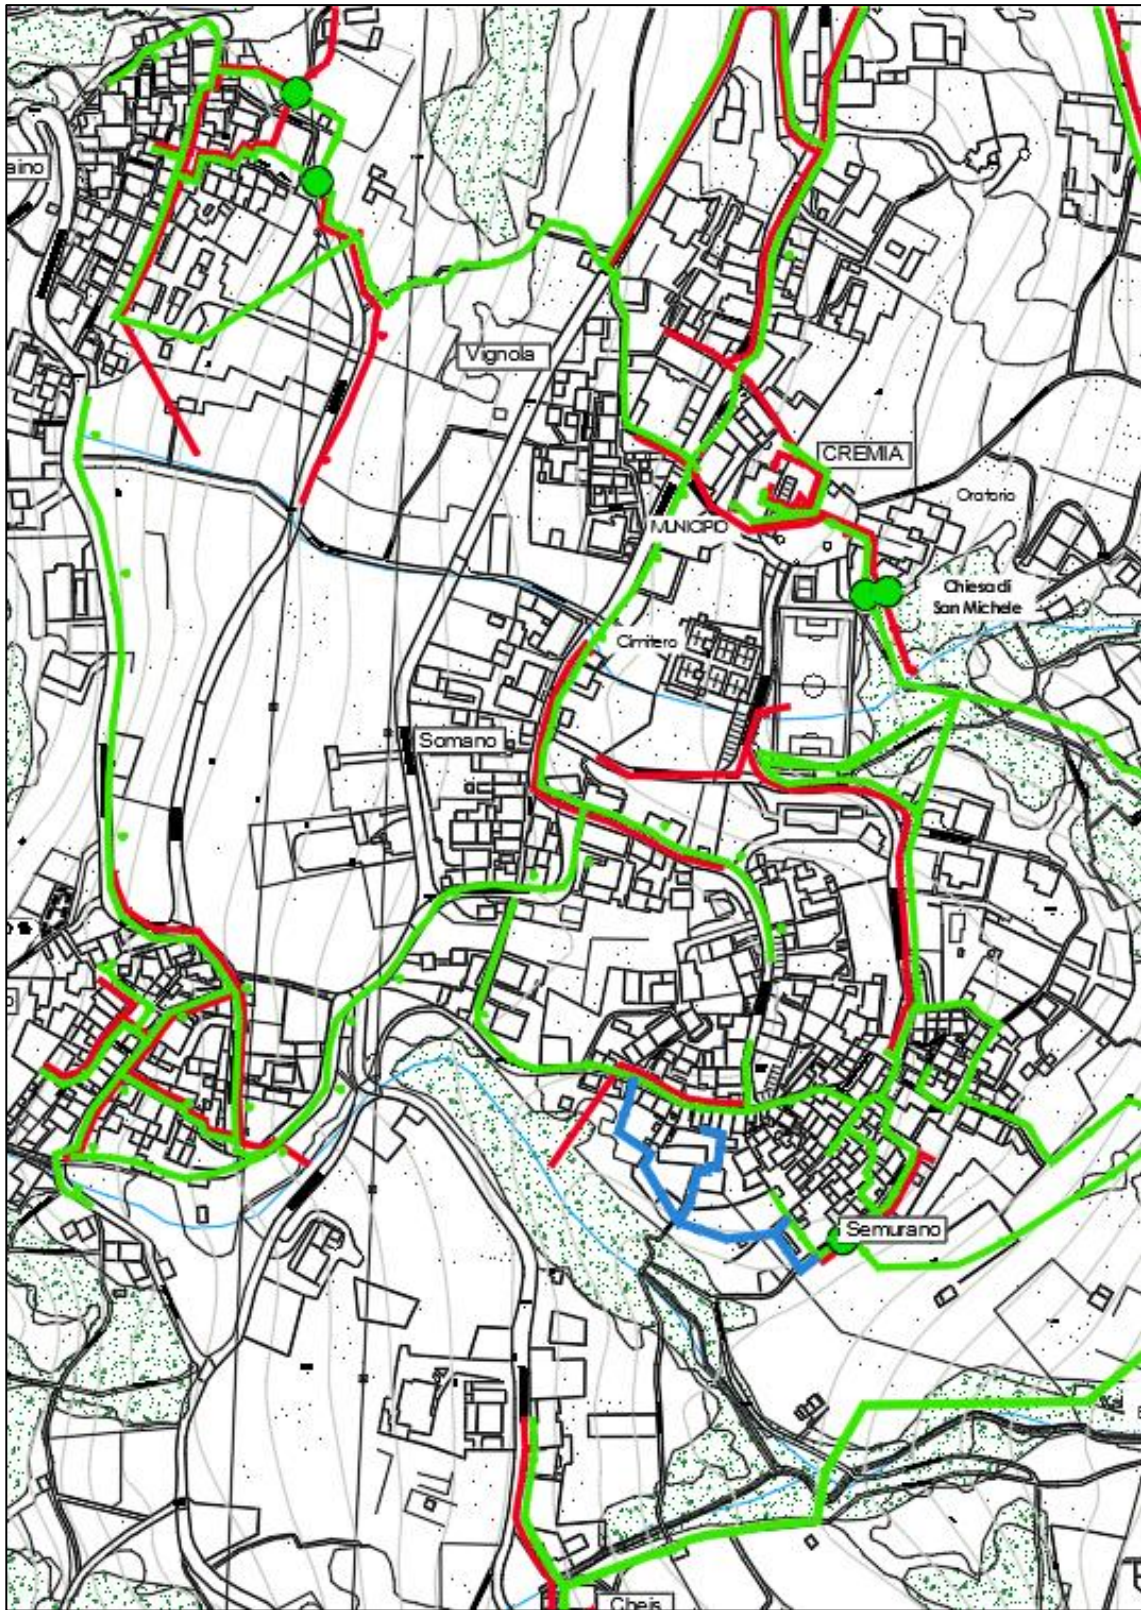 aino
Vignola
CREMIA
Oratorio
MUNICIPIO
Chiesa di
San Michele
Cimitero
Somano
Semurano
Cheis